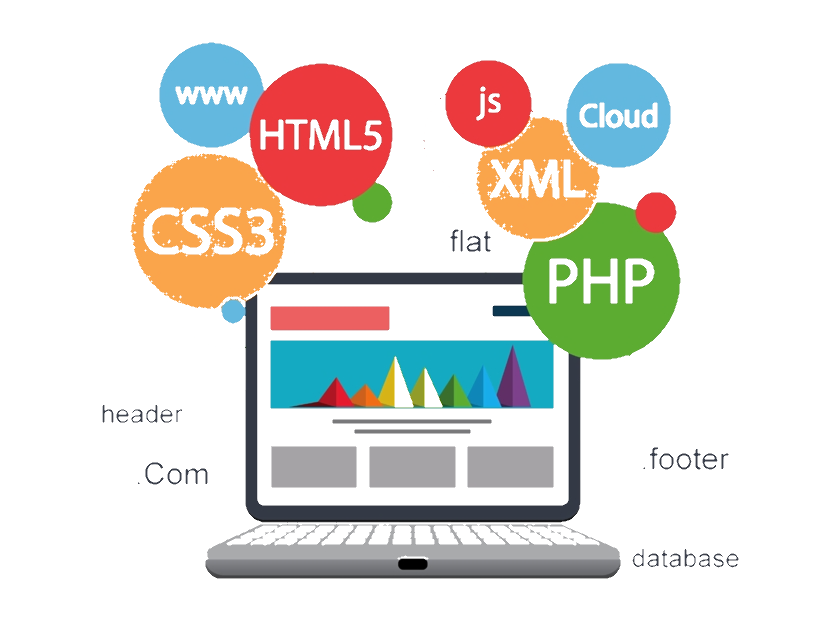 www
HTML5
js
Cloud
XML
CSS3
flat
PHP
header
.Com
.footer
database